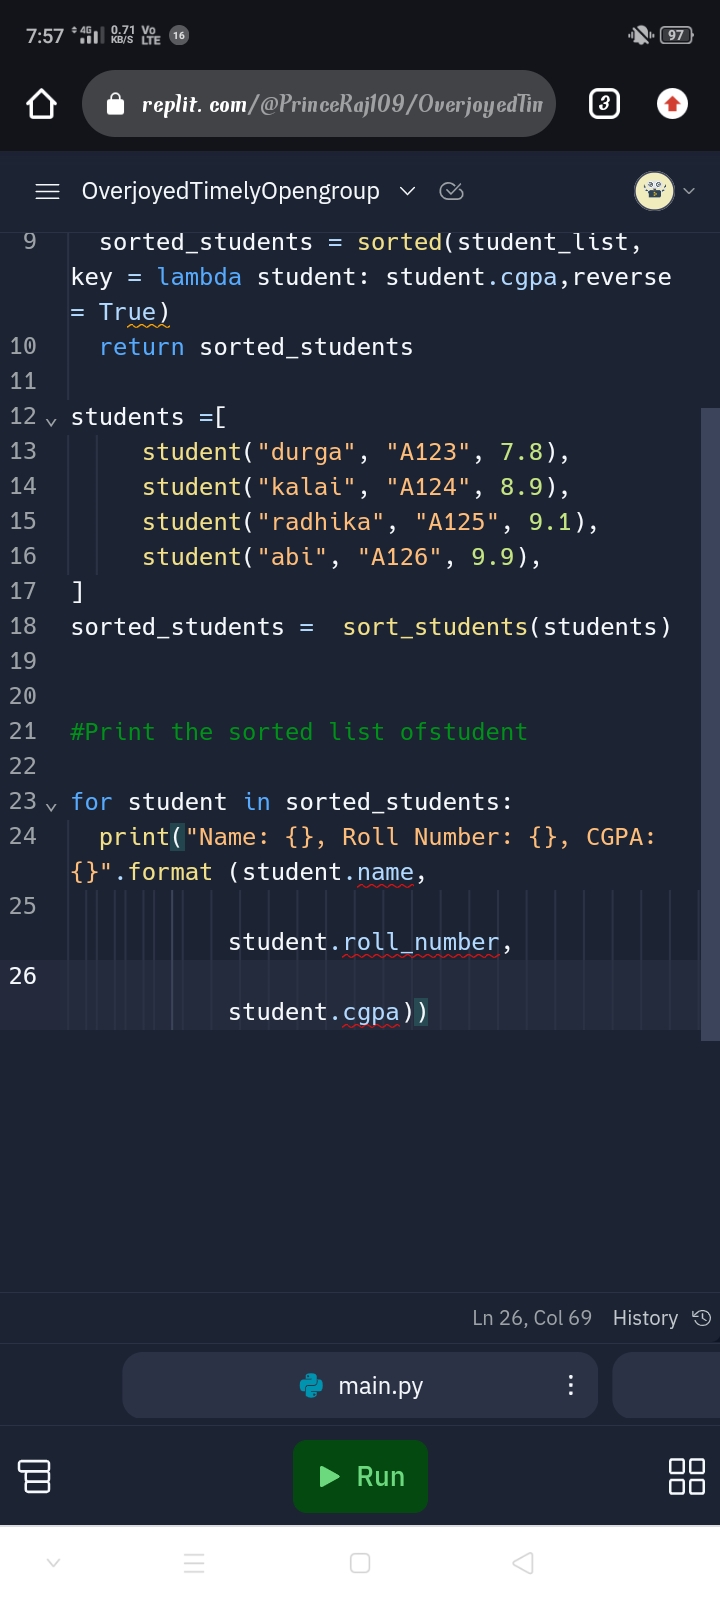 7:57 4G 0.71 KB/S Vo LTE 16 97
replit. com/@PrinceRaj109/OverjoyedTim 3
OverjoyedTimelyOpengroup
9 sorted_students = sorted(student_list,
key = lambda student: student.cgpa,reverse
= True)
10 return sorted_students
11
12 students =[
13 student("durga", "A123", 7.8),
14 student("kalai", "A124", 8.9),
15 student("radhika", "A125", 9.1),
16 student("abi", "A126", 9.9),
17 ]
18 sorted_students =  sort_students(students)
19
20
21 #Print the sorted list ofstudent
22
23 for student in sorted_students:
24 print("Name: {}, Roll Number: {}, CGPA:
{}".format (student.name,
25
student.roll_number,
26
student.cgpa))
Ln 26, Col 69 History
main.py
Run